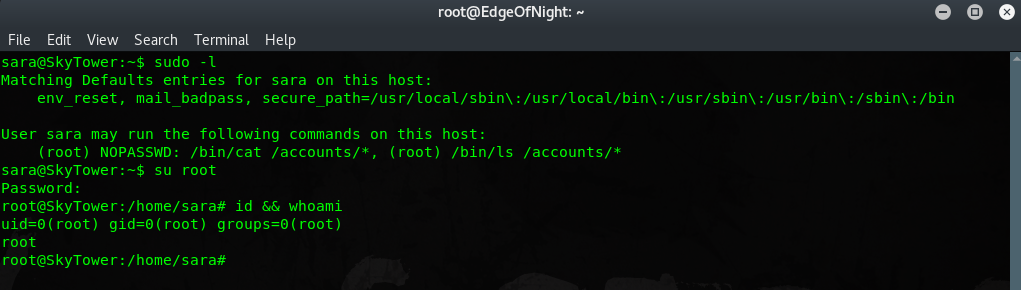 root@EdgeOfNight: ~
File Edit View Search Terminal Help
sara@SkyTower:~$ sudo -l
Matching Defaults entries for sara on this host:
    env_reset, mail_badpass, secure_path=/usr/local/sbin\:/usr/local/bin\:/usr/sbin\:/usr/bin\:/sbin\:/bin

User sara may run the following commands on this host:
    (root) NOPASSWD: /bin/cat /accounts/*, (root) /bin/ls /accounts/*
sara@SkyTower:~$ su root
Password:
root@SkyTower:/home/sara# id && whoami
uid=0(root) gid=0(root) groups=0(root)
root
root@SkyTower:/home/sara#